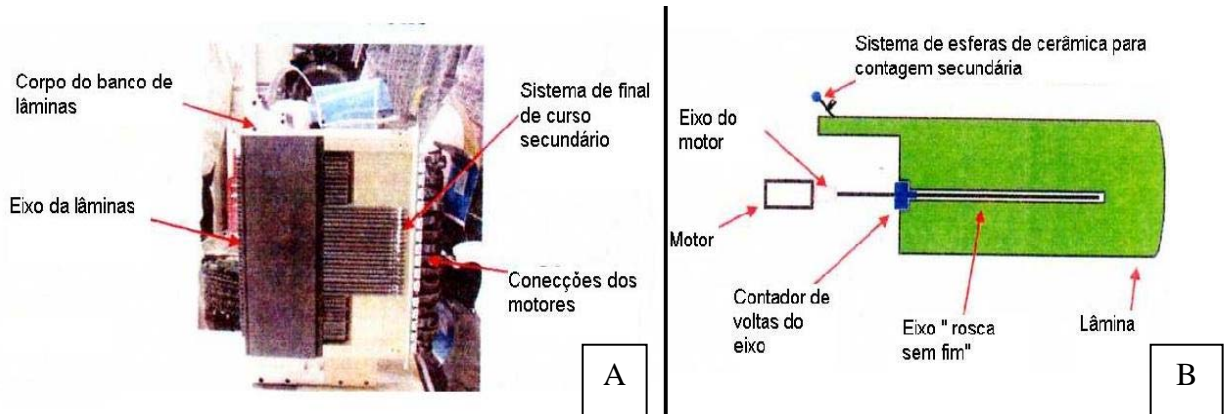 Corpo do banco de
lâminas
Eixo da lâminas
Sistema de final
de curso
secundário
Conecções dos
motores
A
Sistema de esferas de cerâmica para
contagem secundária
Eixo do
motor
Motor
Contador de
voltas do
eixo
Eixo " rosca
sem fim"
Lâmina
B